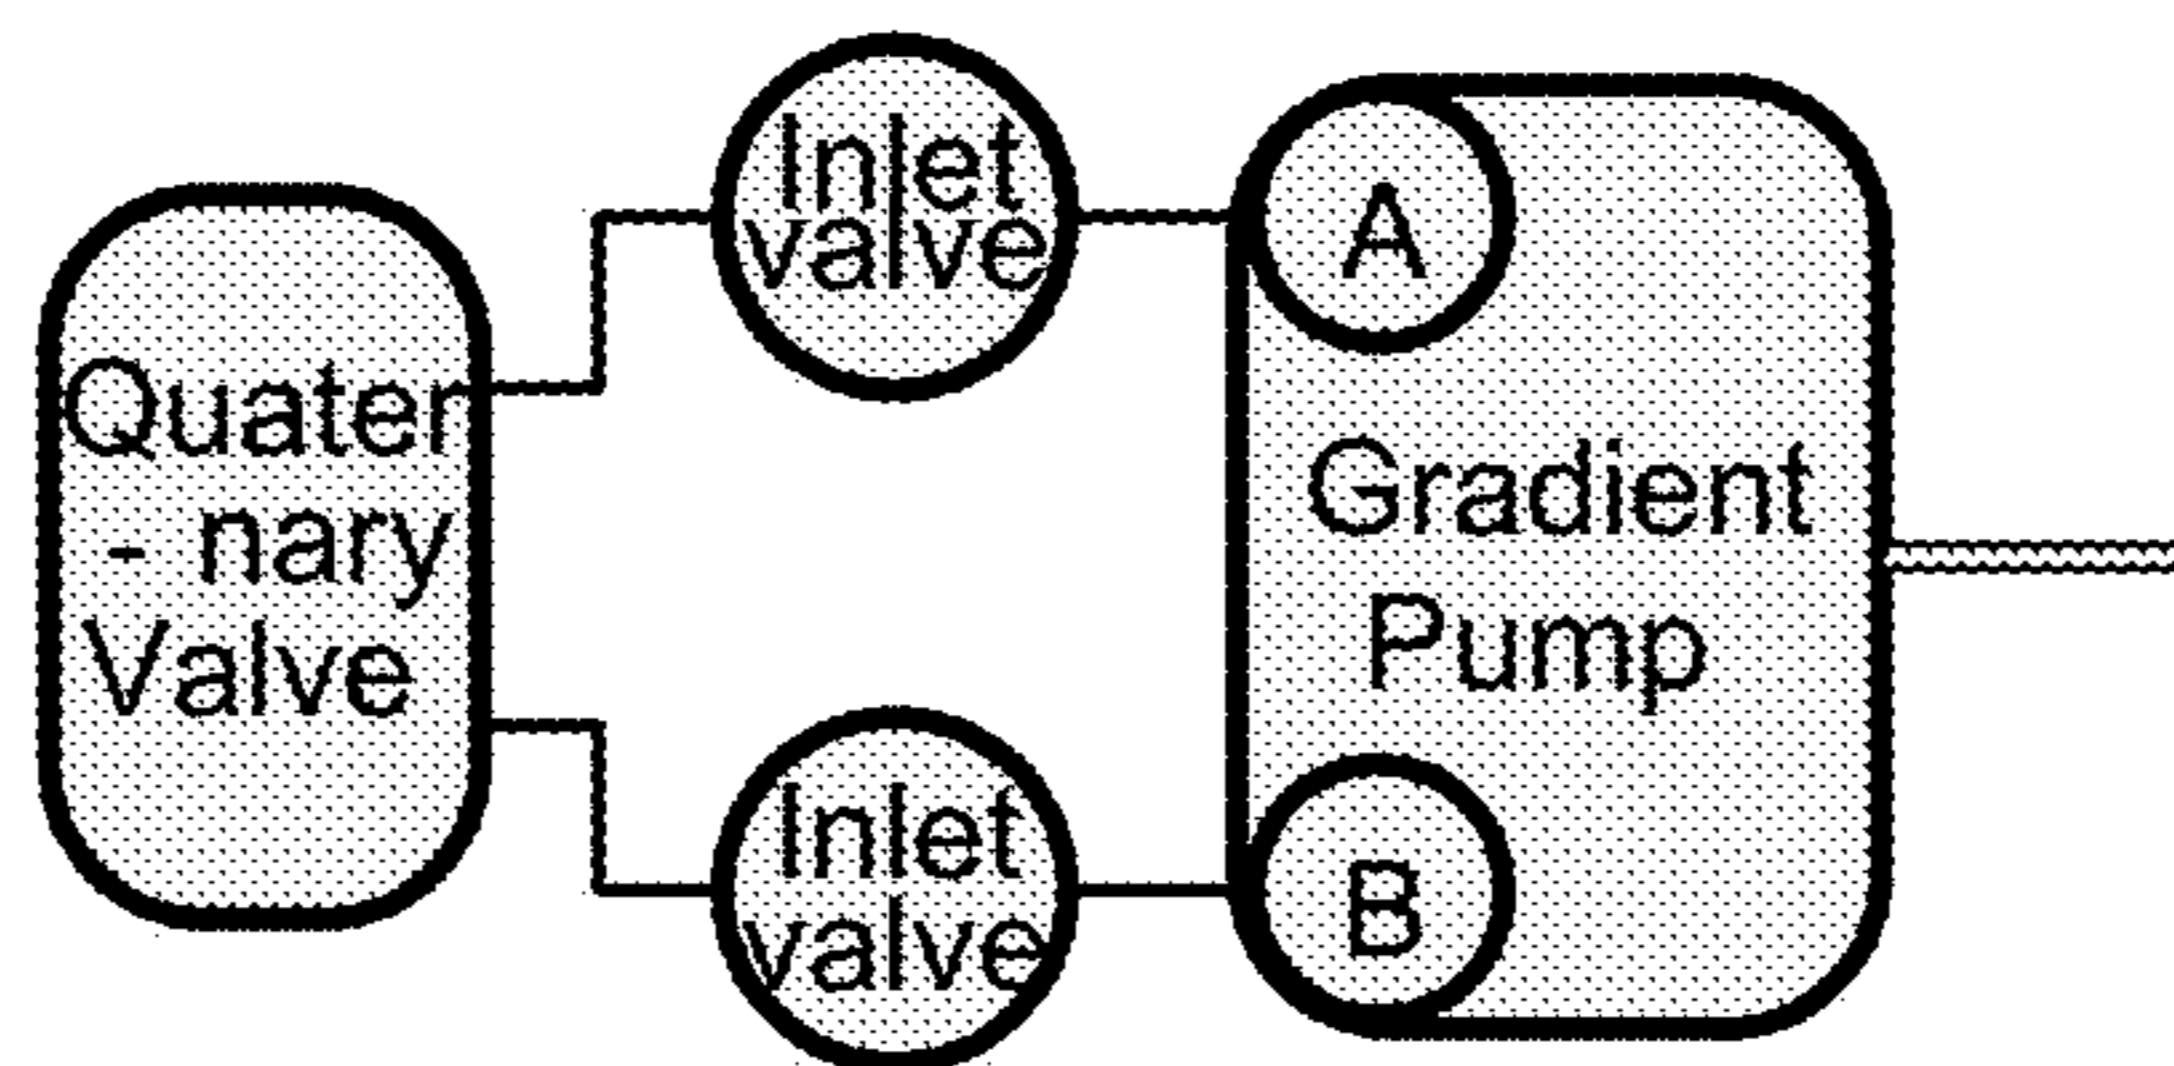 Inlet
valve
A
Quater
- nary
Valve
Gradient
Pump
Inlet
valve
B